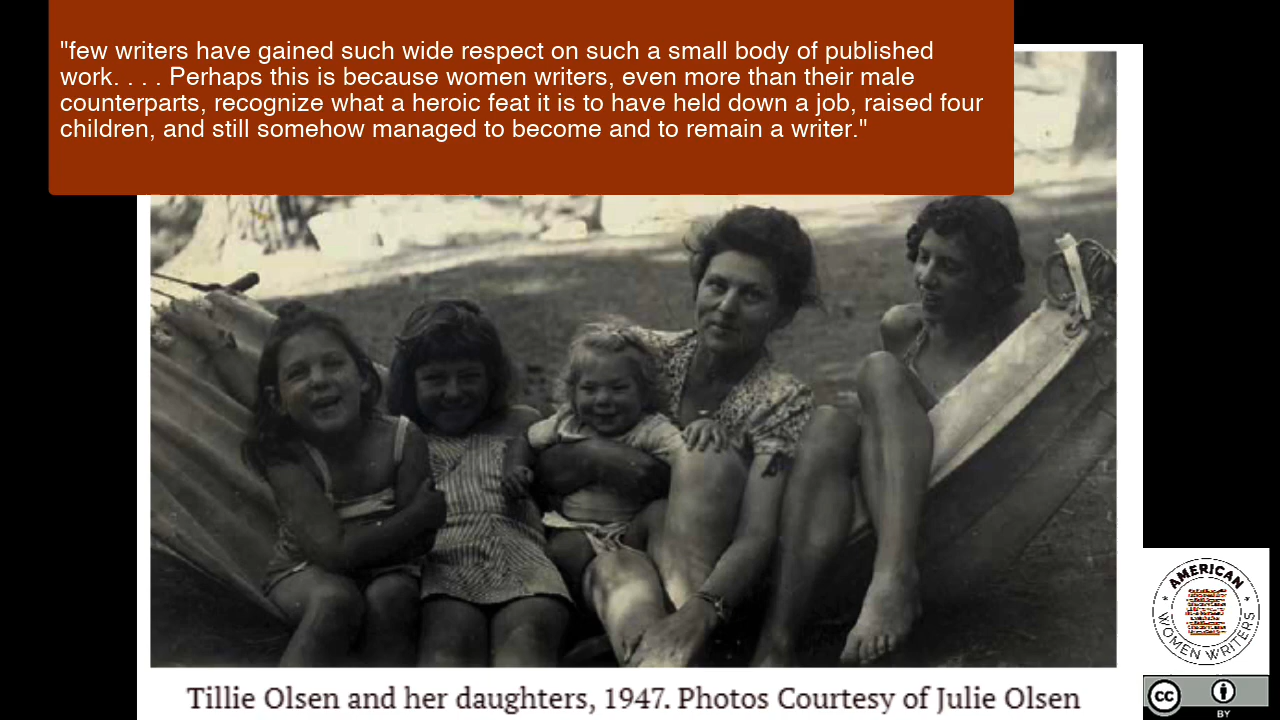 "few writers have gained such wide respect on such a small body of published
work. . . . Perhaps this is because women writers, even more than their male
counterparts, recognize what a heroic feat it is to have held down a job, raised four
children, and still somehow managed to become and to remain a writer."
AMERICAN
WOMEN WRITERS
cc
BY
Tillie Olsen and her daughters, 1947. Photos Courtesy of Julie Olsen